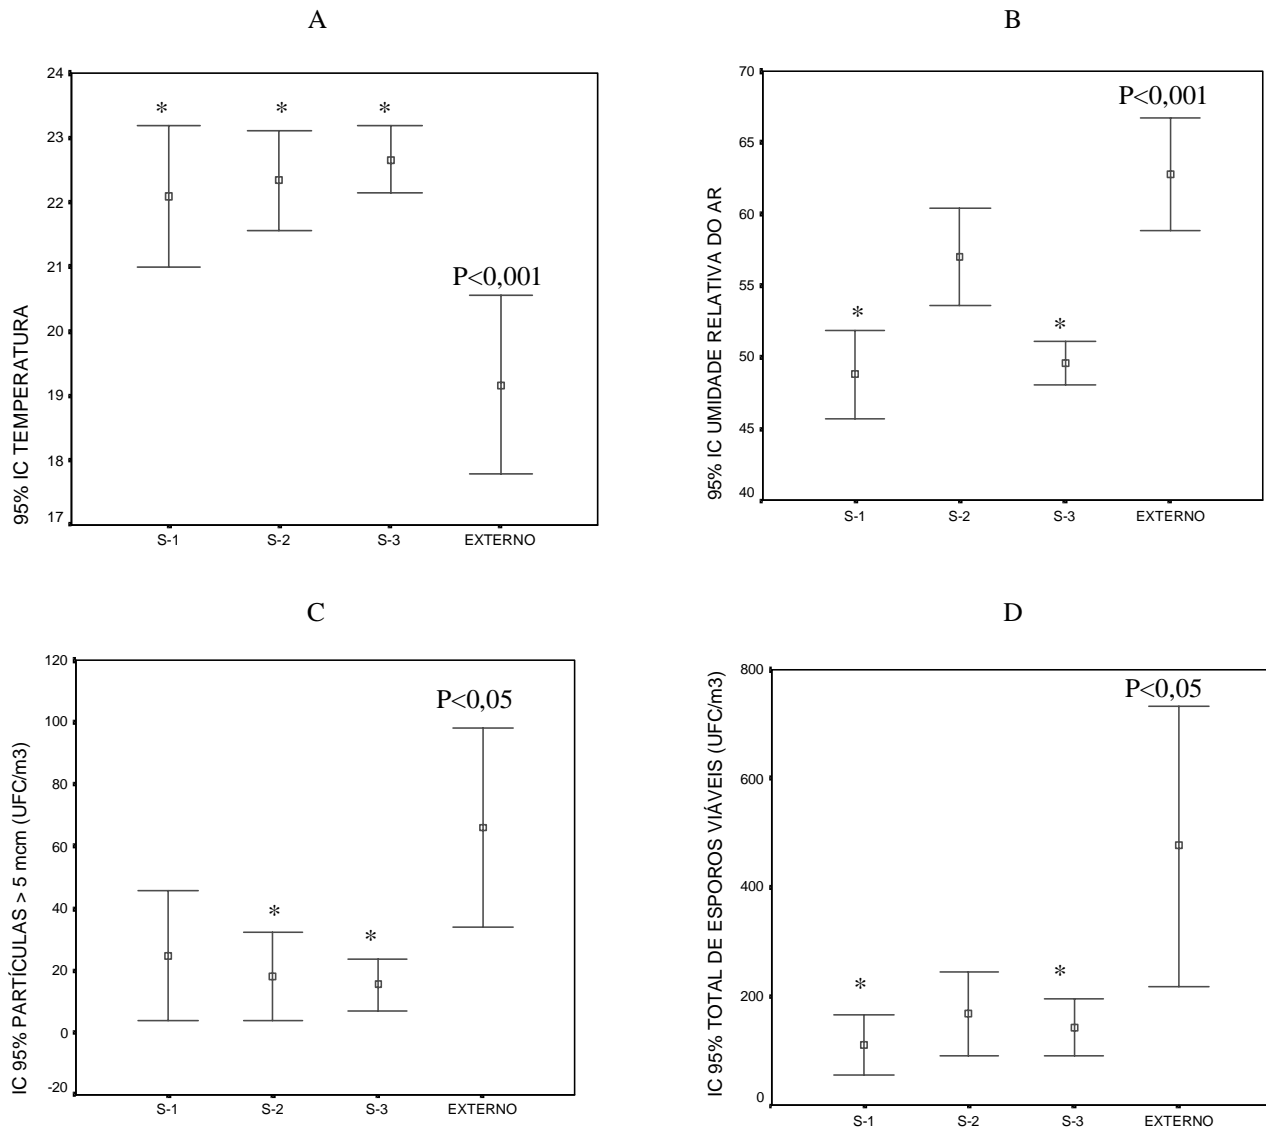 A
95% IC TEMPERATURA
24
23
22
21
20
19
18
17
* * *
P<0,001
S-1 S-2 S-3 EXTERNO
B
95% IC UMIDADE RELATIVA DO AR
70
65
60
55
50
45
40
P<0,001
* *
S-1 S-2 S-3 EXTERNO
C
IC 95% PARTÍCULAS > 5 mcm (UFC/m3)
120
100
80
60
40
20
0
-20
P<0,05
* *
S-1 S-2 S-3 EXTERNO
D
IC 95% TOTAL DE ESPOROS VIÁVEIS (UFC/m3)
800
600
400
200
0
P<0,05
* *
S-1 S-2 S-3 EXTERNO